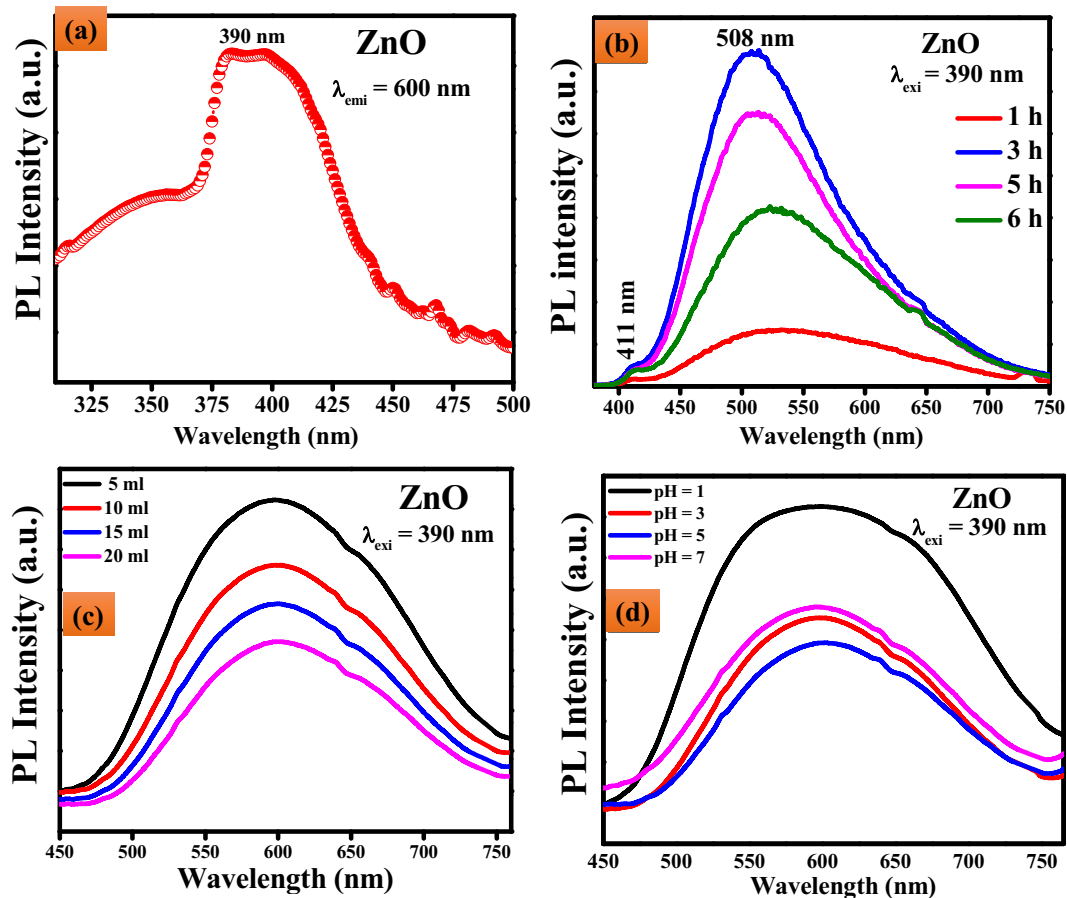 (a)
390 nm
ZnO
λemi = 600 nm
PL Intensity (a.u.)
325 350 375 400 425 450 475 500
Wavelength (nm)
(b)
508 nm
ZnO
λexi = 390 nm
1 h
3 h
5 h
6 h
411 nm
PL intensity (a.u.)
400 450 500 550 600 650 700 750
Wavelength (nm)
(c)
5 ml
10 ml
15 ml
20 ml
ZnO
λexi = 390 nm
PL Intensity (a.u.)
450 500 550 600 650 700 750
Wavelength (nm)
(d)
pH = 1
pH = 3
pH = 5
pH = 7
ZnO
λexi = 390 nm
PL Intensity (a.u.)
450 500 550 600 650 700 750
Wavelength (nm)